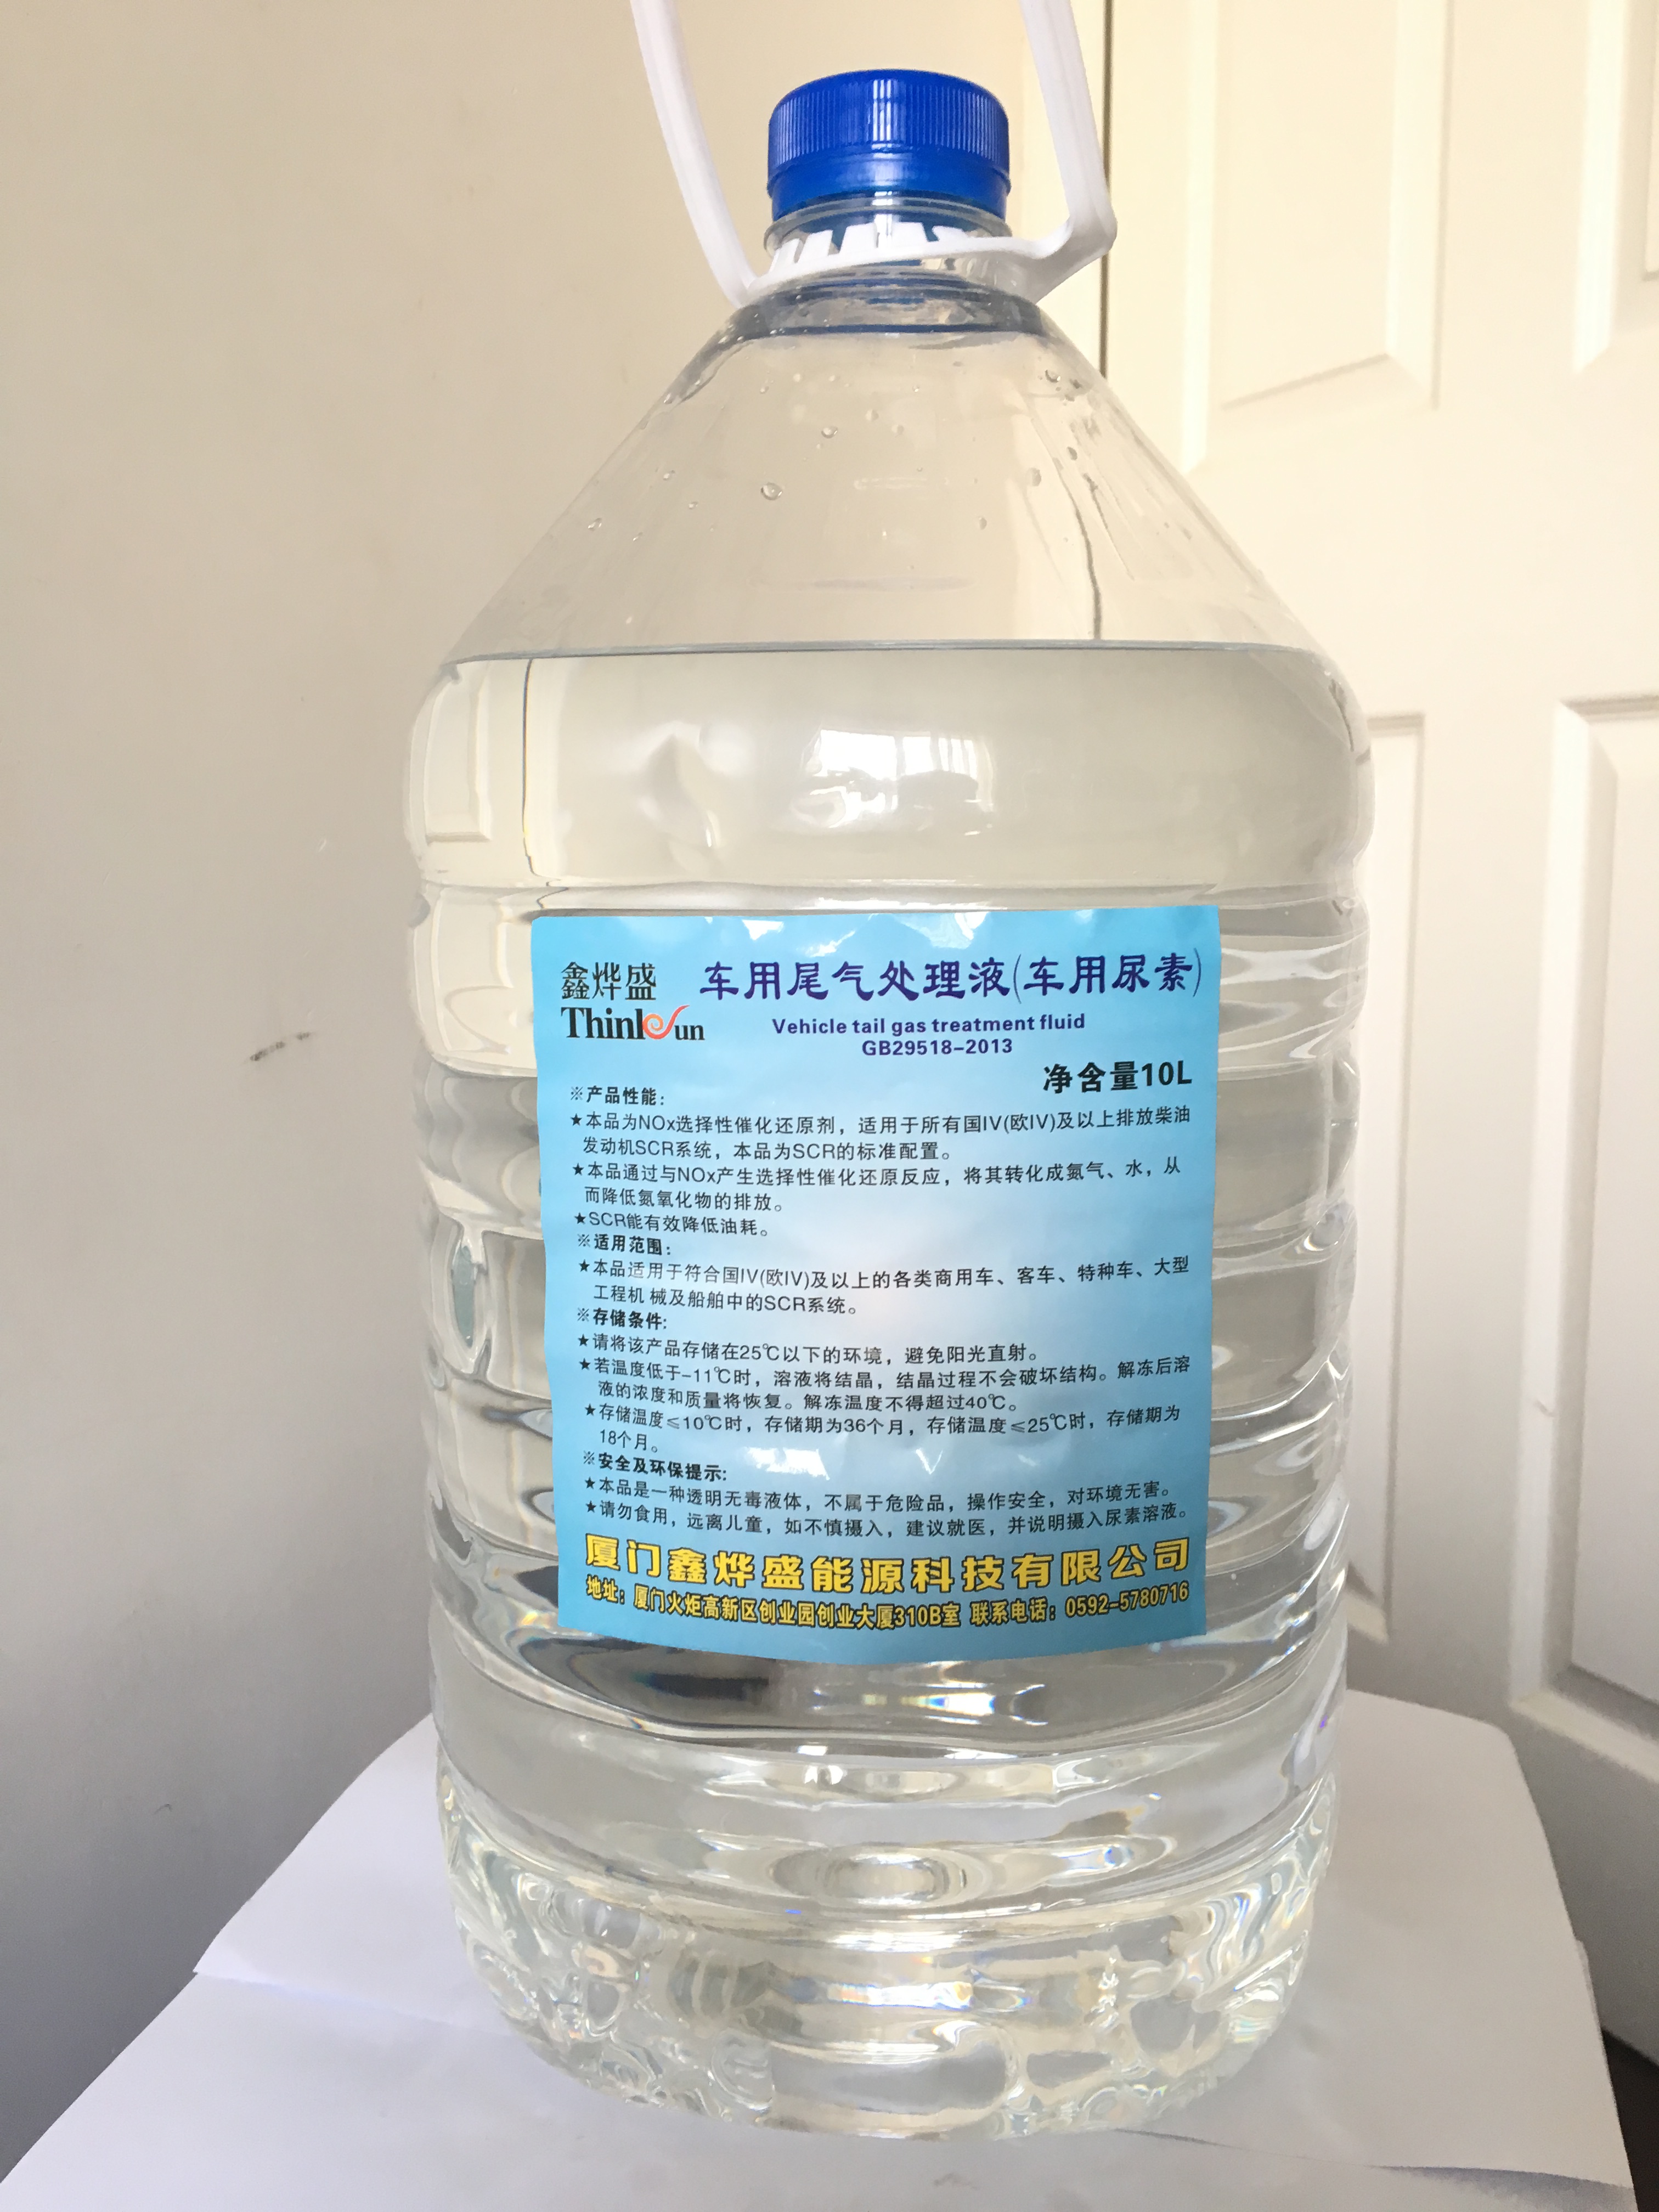 鑫烨盛
ThinkSun
车用尾气处理液(车用尿素)
Vehicle tail gas treatment fluid
GB29518-2013
净含量10L
※产品性能：
★本品为NOx选择性催化还原剂，适用于所有国IV(欧IV)及以上排放柴油
发动机SCR系统，本品为SCR的标准配置。
★本品通过与NOx产生选择性催化还原反应，将其转化成氮气、水，从
而降低氮氧化物的排放。
★SCR能有效降低油耗。
※适用范围：
★本品适用于符合国IV(欧IV)及以上的各类商用车、客车、特种车、大型
工程机 械及船舶中的SCR系统。
※存储条件:
★请将该产品存储在25℃以下的环境，避免阳光直射。
★若温度低于-11℃时，溶液将结晶，结晶过程不会破坏结构。解冻后溶
液的浓度和质量将恢复。解冻温度不得超过40℃。
★存储温度≤10℃时，存储期为36个月，存储温度≤25℃时，存储期为
18个月。
※安全及环保提示:
★本品是一种透明无毒液体，不属于危险品，操作安全，对环境无害。
★请勿食用，远离儿童，如不慎摄入，建议就医，并说明摄入尿素溶液。
厦门鑫烨盛能源科技有限公司
地址：厦门火炬高新区创业园创业大厦310B室 联系电话：0592-5780716